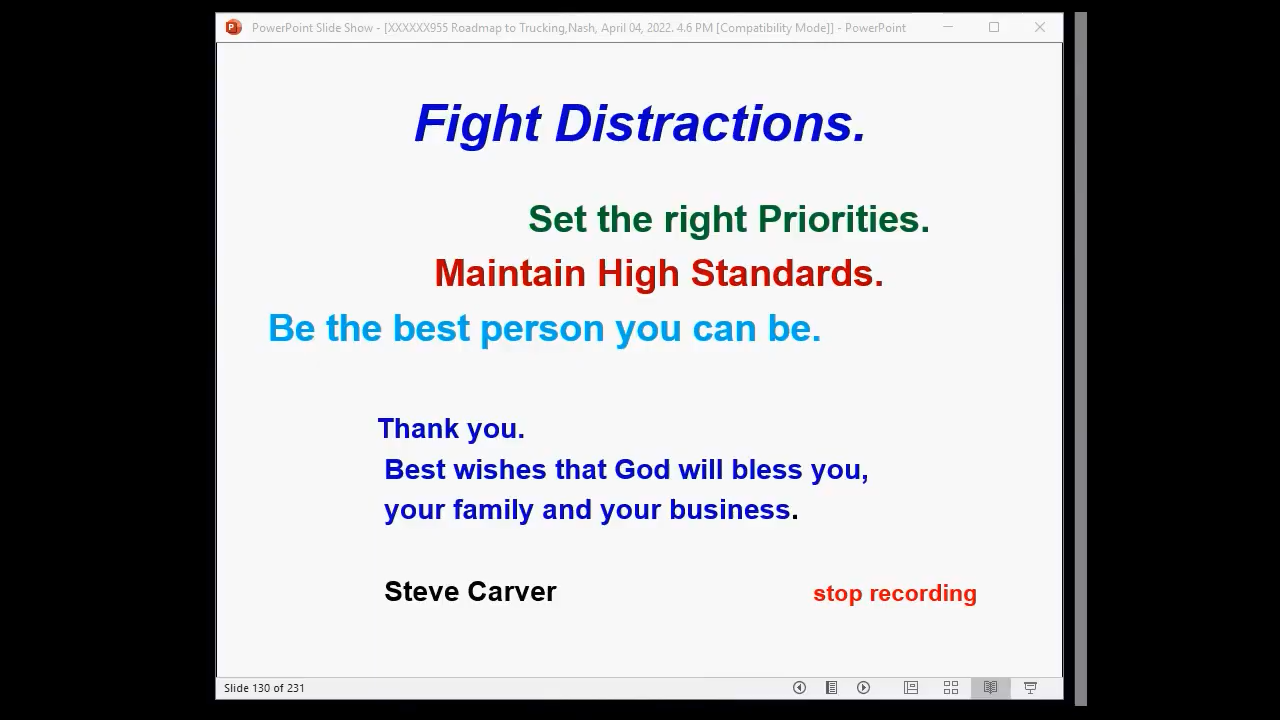 PowerPoint Slide Show - [XXXXXX955 Roadmap to Trucking,Nash, April 04, 2022. 4.6 PM [Compatibility Mode]] - PowerPoint
Fight Distractions.
Set the right Priorities.
Maintain High Standards.
Be the best person you can be.
Thank you.
Best wishes that God will bless you,
your family and your business.
Steve Carver
stop recording
Slide 130 of 231